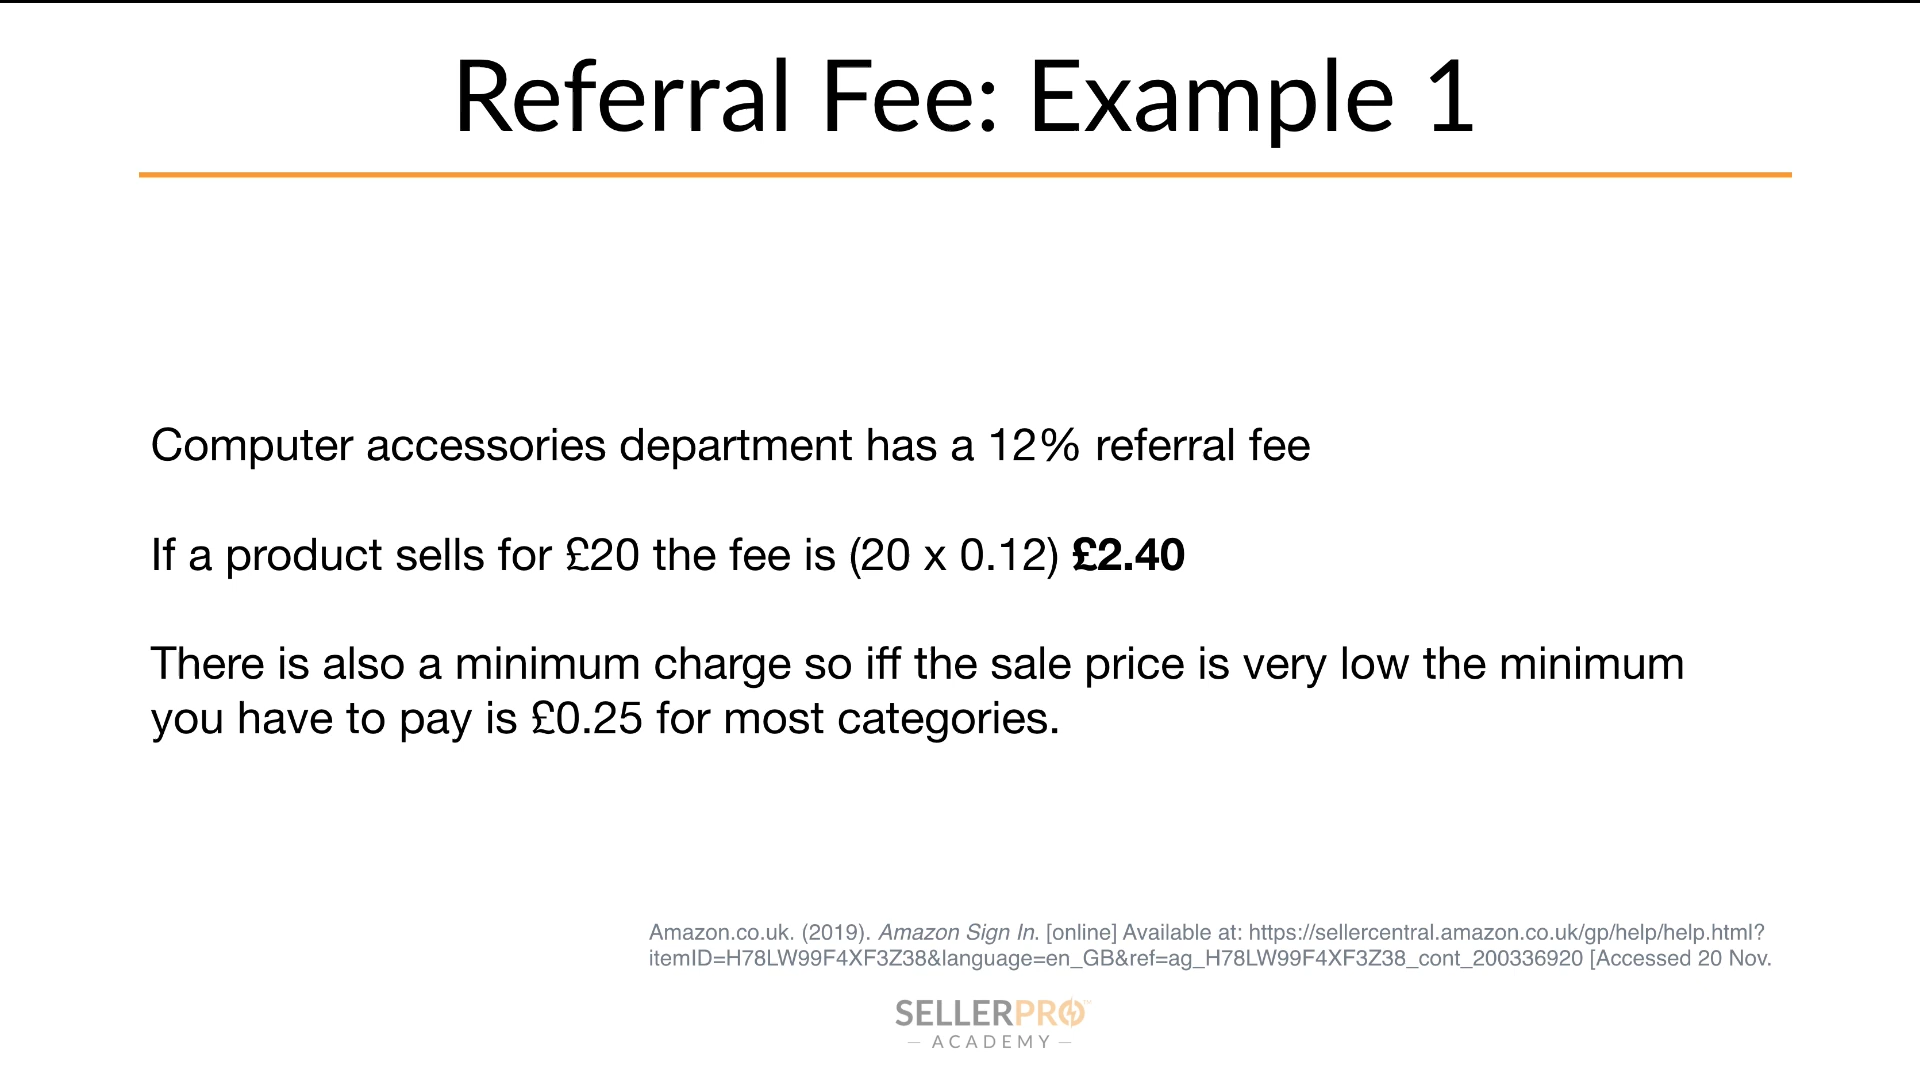 Referral Fee: Example 1
Computer accessories department has a 12% referral fee
If a product sells for £20 the fee is (20 x 0.12) £2.40
There is also a minimum charge so iff the sale price is very low the minimum
you have to pay is £0.25 for most categories.
Amazon.co.uk. (2019). Amazon Sign In. [online] Available at: https://sellercentral.amazon.co.uk/gp/help/help.html?
itemID=H78LW99F4XF3Z38&language=en_GB&ref=ag_H78LW99F4XF3Z38_cont_200336920 [Accessed 20 Nov.
SELLERPRO™
— ACADEMY —